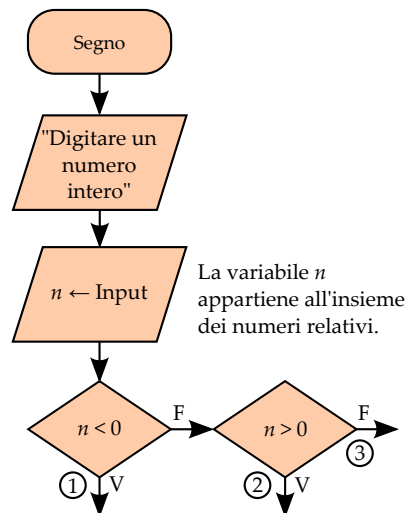 Segno
"Digitare un
numero
intero"
n ← Input
La variabile n
appartiene all'insieme
dei numeri relativi.
n < 0
F
n > 0
F
3
1
V
2
V